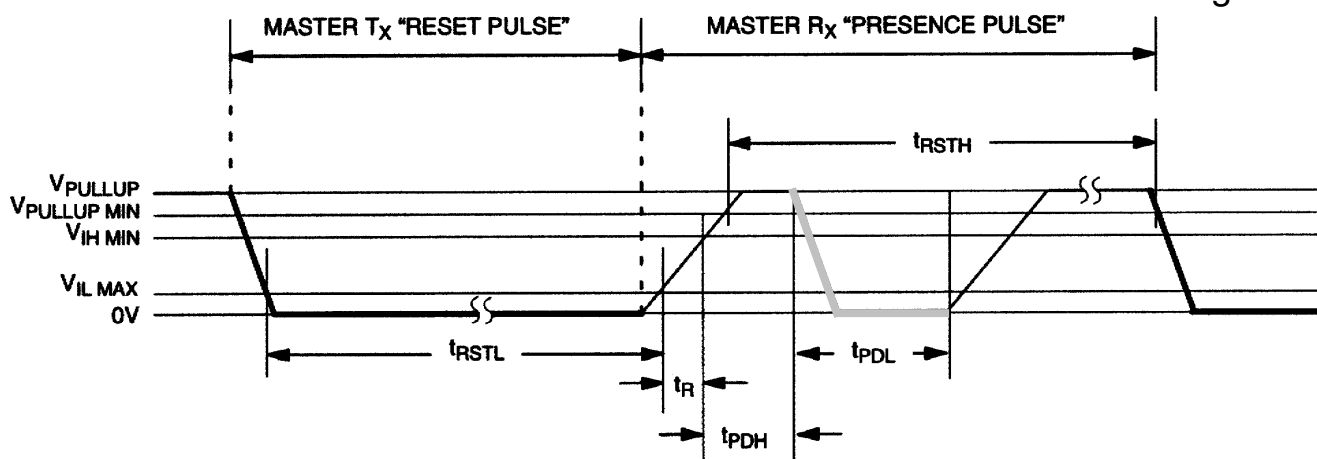 g
MASTER TX “RESET PULSE”
MASTER RX “PRESENCE PULSE”
tRSTH
VPULLUP
VPULLUP MIN
VIH MIN
VIL MAX
0V
tRSTL
tPDL
tR
tPDH